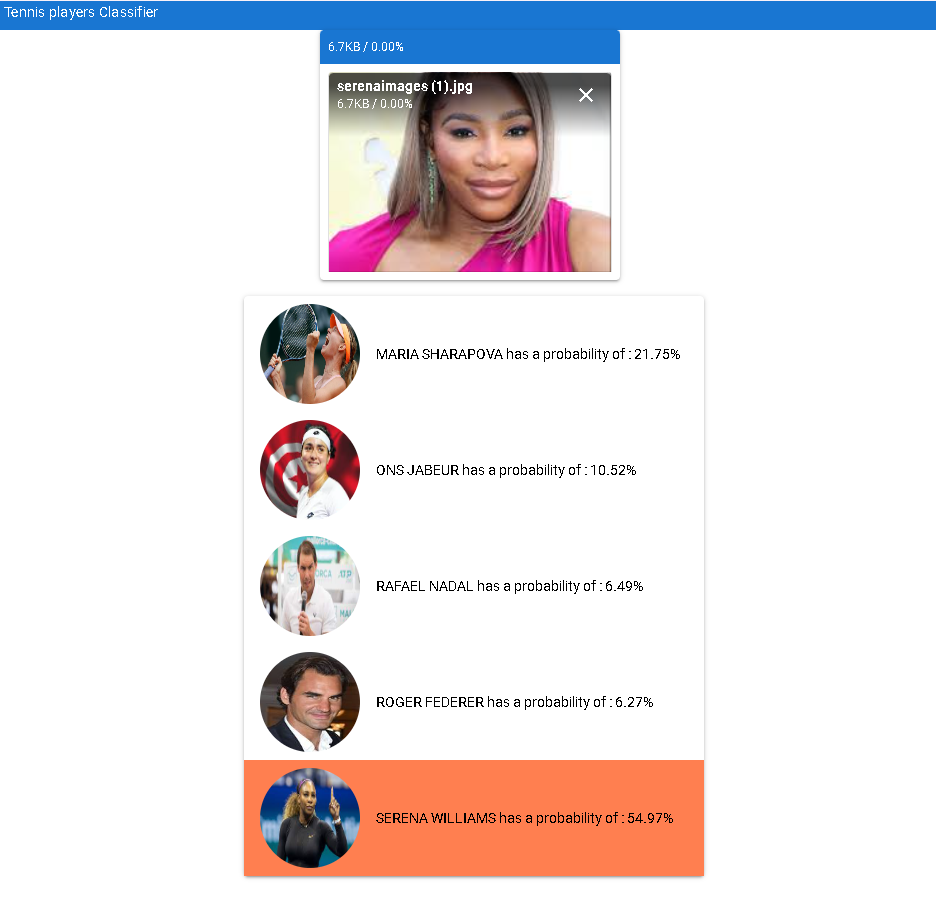 Tennis players Classifier
6.7KB / 0.00%
serenaimages (1).jpg
6.7KB / 0.00%
MARIA SHARAPOVA has a probability of : 21.75%
ONS JABEUR has a probability of : 10.52%
RAFAEL NADAL has a probability of : 6.49%
ROGER FEDERER has a probability of : 6.27%
SERENA WILLIAMS has a probability of : 54.97%